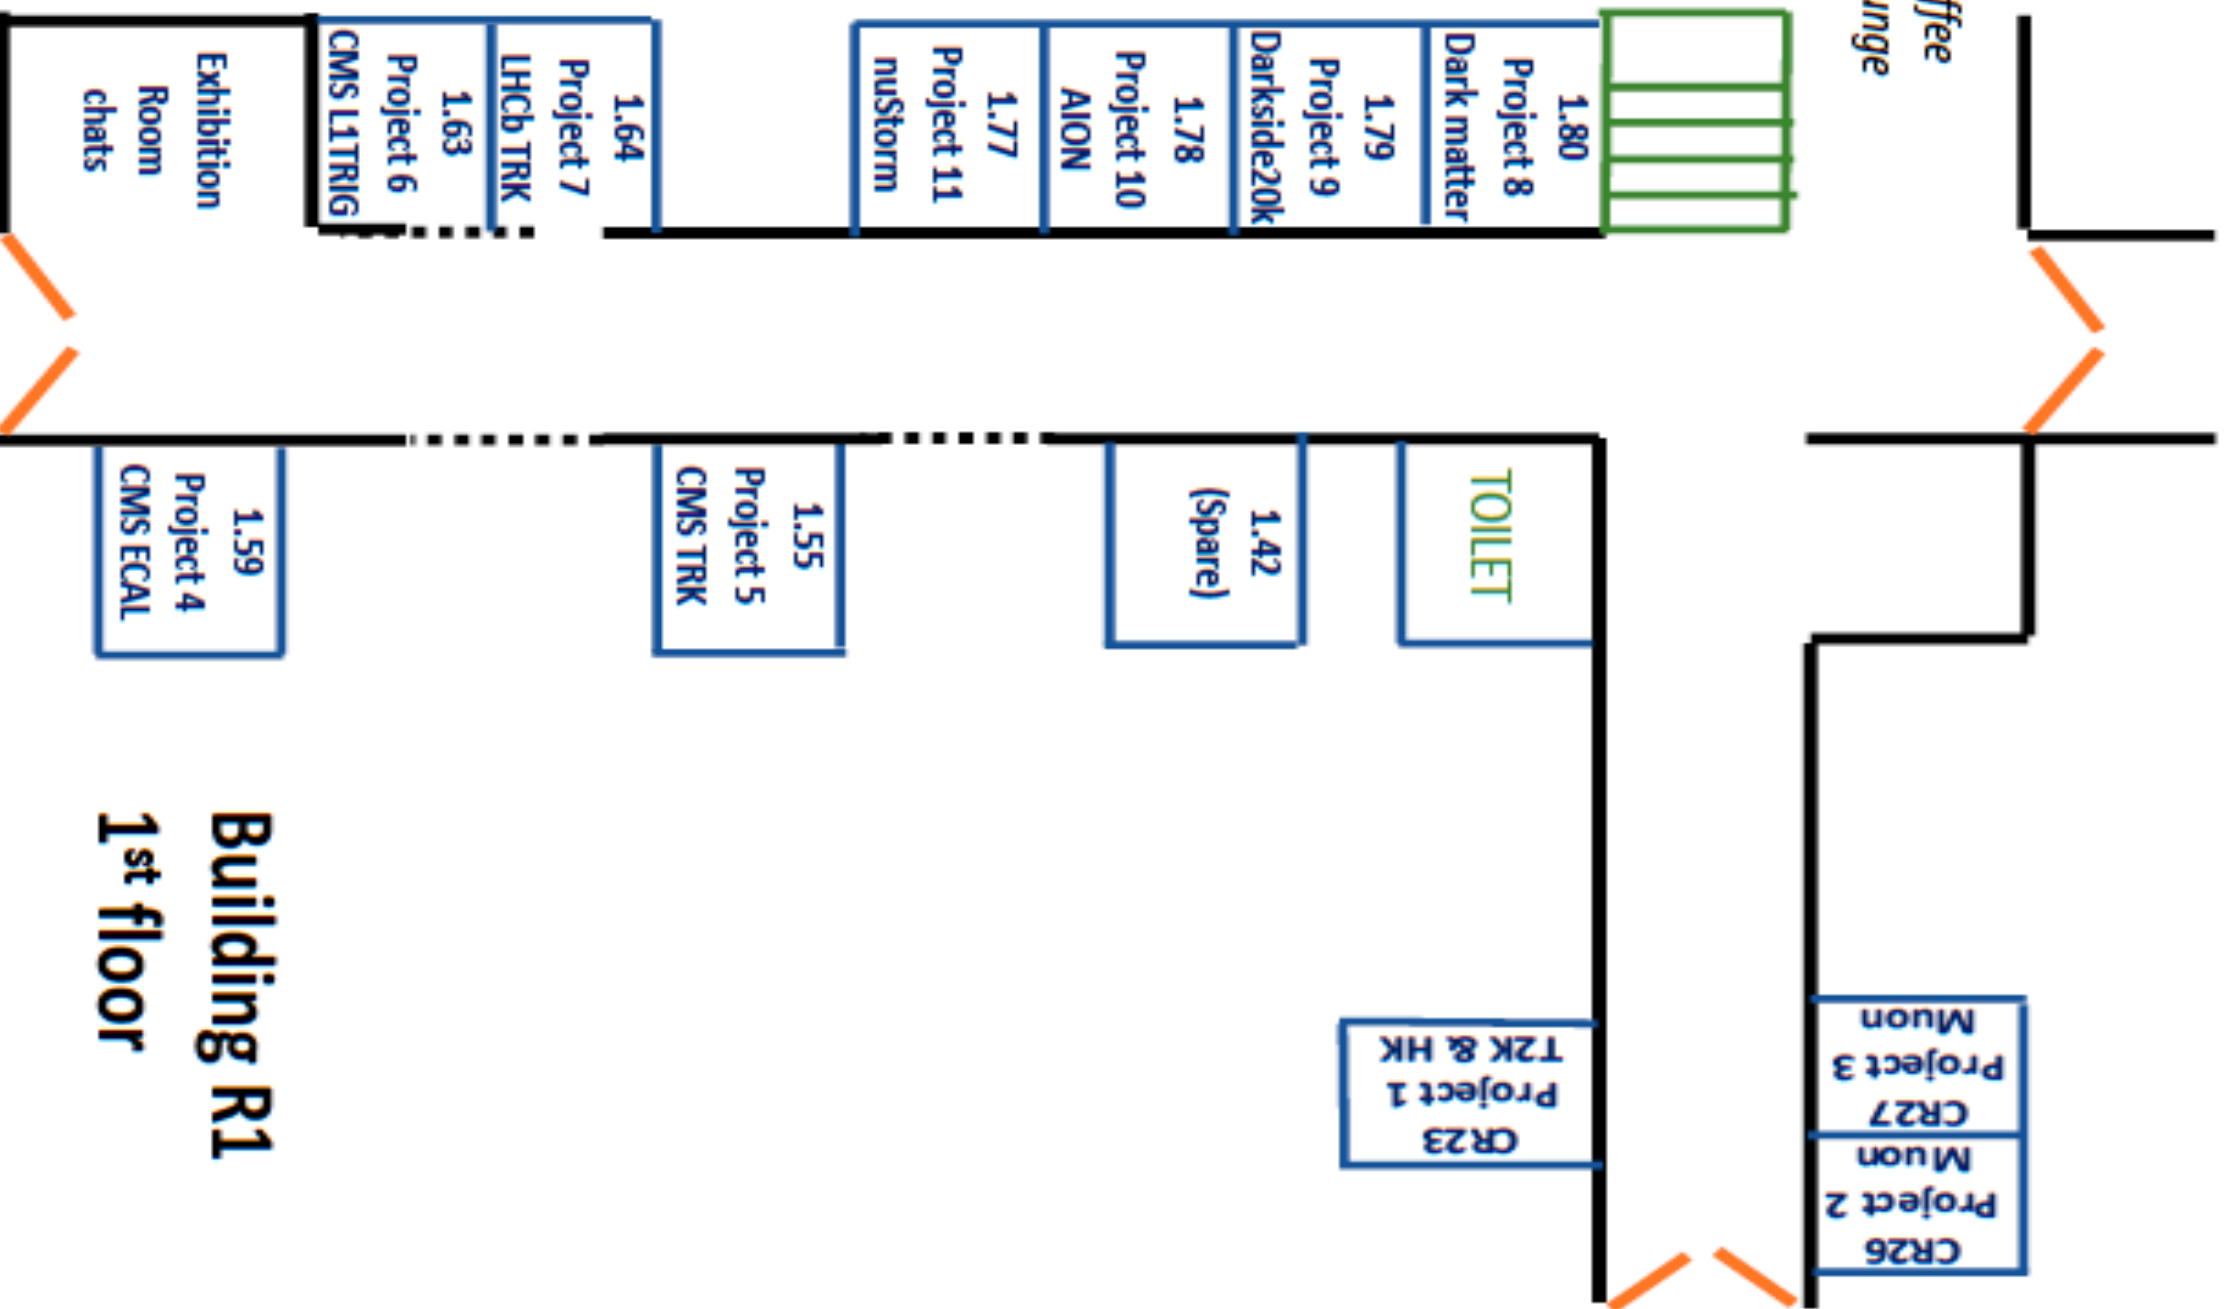 Exhibition
Room
chats
1.63
Project 6
CMS L1TRIG
1.64
Project 7
LHCb TRK
1.77
Project 11
nuStorm
1.78
Project 10
AION
1.79
Project 9
Darkside20k
1.80
Project 8
Dark matter
ffee
unge
1.59
Project 4
CMS ECAL
1.55
Project 5
CMS TRK
1.42
(Spare)
TOILET
CR23
Project 1
T2K & HK
CR27
Project 3
Muon
CR26
Project 2
Muon
Building R1
1st floor